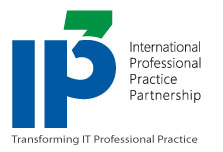 IP3
International
Professional
Practice
Partnership
Transforming IT Professional Practice